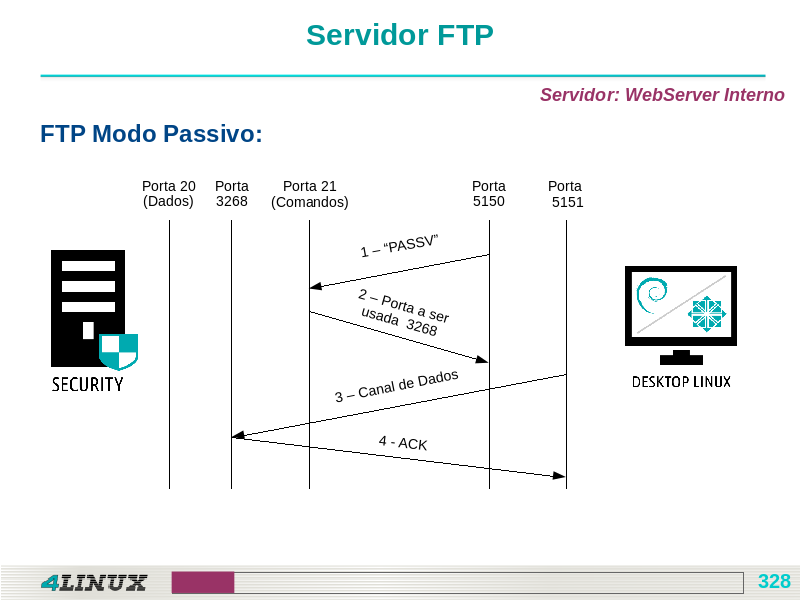 Servidor FTP
Servidor: WebServer Interno
FTP Modo Passivo:
Porta 20
(Dados)
Porta
3268
Porta 21
(Comandos)
Porta
5150
Porta
5151
1 – “PASSV”
2 – Porta a ser
usada 3268
3 – Canal de Dados
4 - ACK
SECURITY
DESKTOP LINUX
4LINUX
328